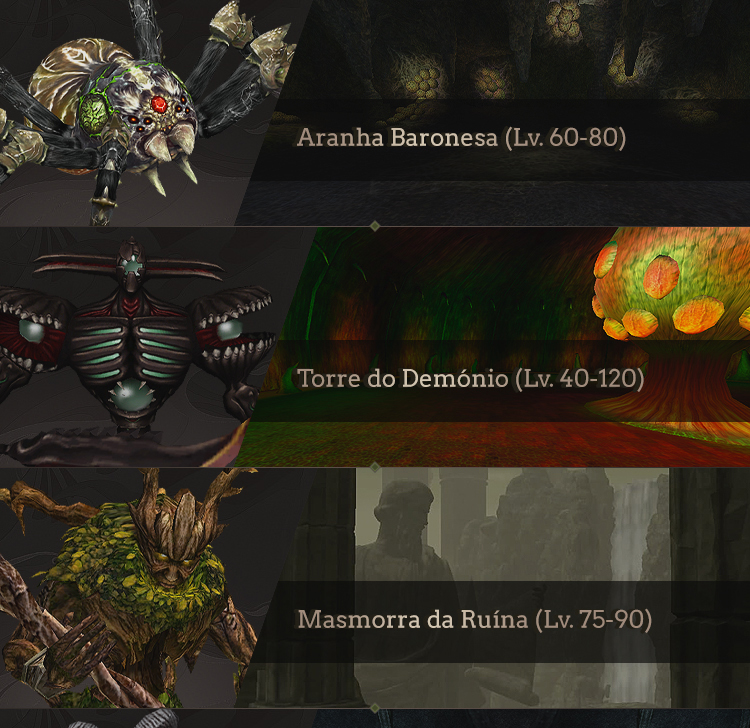 Aranha Baronesa (Lv. 60-80)
Torre do Demónio (Lv. 40-120)
Masmorra da Ruína (Lv. 75-90)